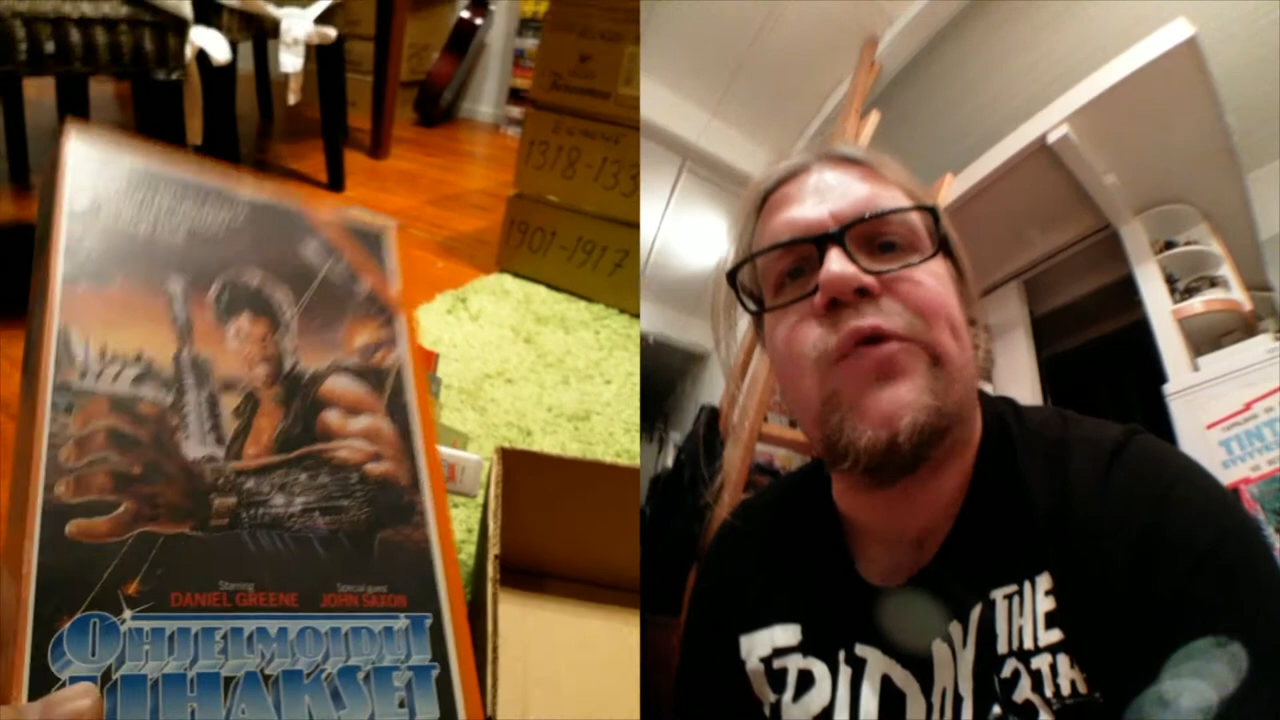 1318-133
1901-1917
Starring
Special guest
DANIEL GREENE
JOHN SAXON
OHJELMOIDUT
LIHAKSET
TINT
FRIDAY THE
13TH